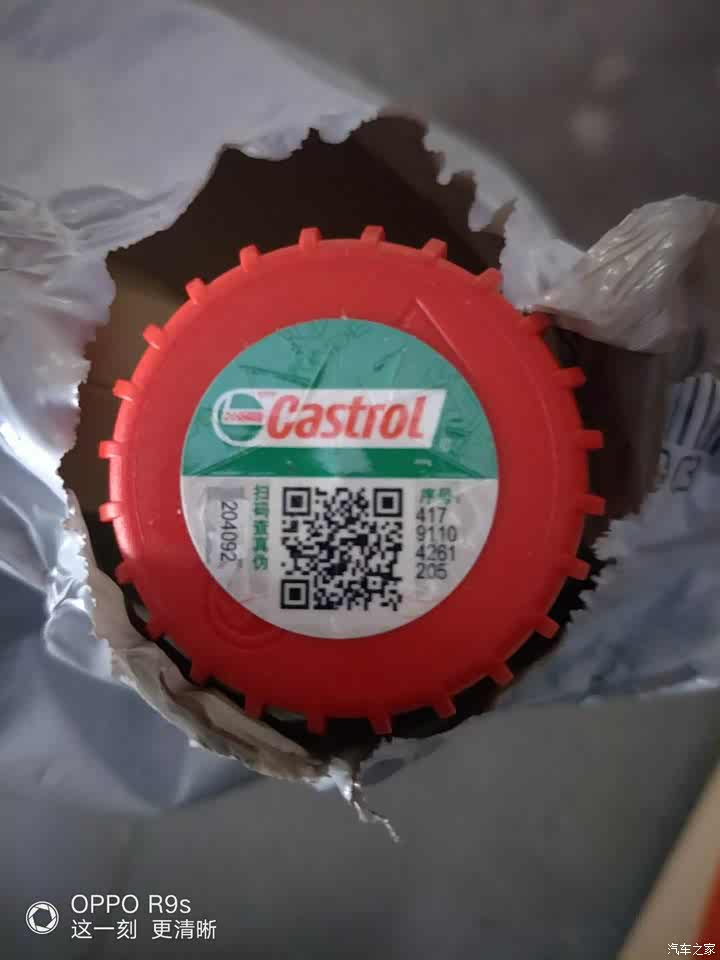 Castrol
扫码查真伪
204092
序号:
417
9110
4261
205
OPPO R9s
这一刻 更清晰
汽车之家